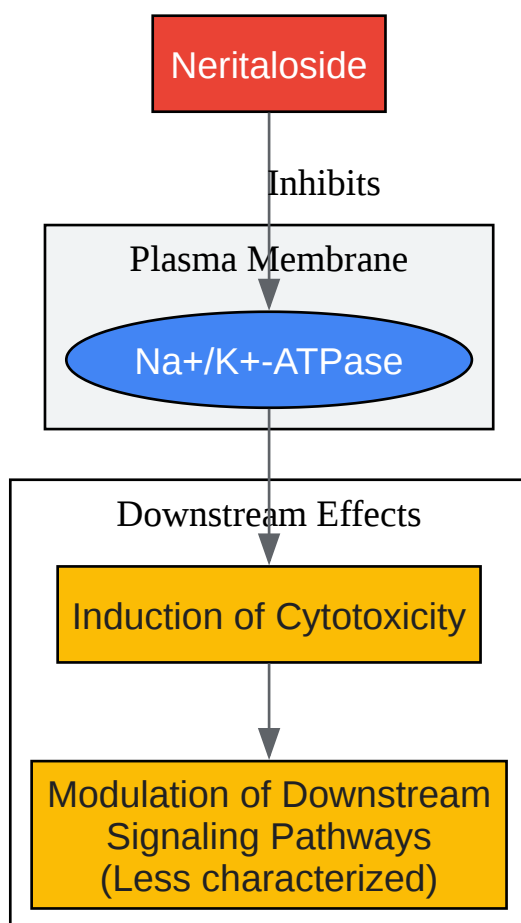 Neritaloside
Inhibits
Plasma Membrane
Na+/K+-ATPase
Downstream Effects
Induction of Cytotoxicity
Modulation of Downstream
Signaling Pathways
(Less characterized)